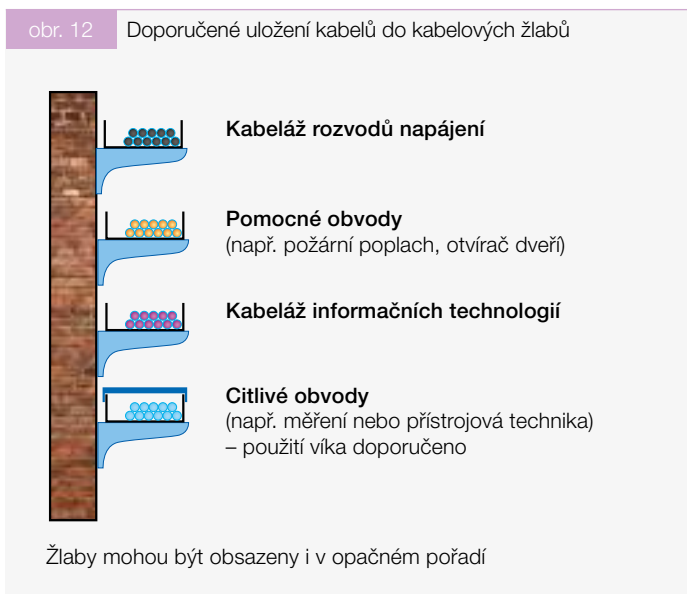 obr. 12 Doporučené uložení kabelů do kabelových žlabů
Kabeláž rozvodů napájení
Pomocné obvody
(např. požární poplach, otvírač dveří)
Kabeláž informačních technologií
Citlivé obvody
(např. měření nebo přístrojová technika)
– použití víka doporučeno
Žlaby mohou být obsazeny i v opačném pořadí